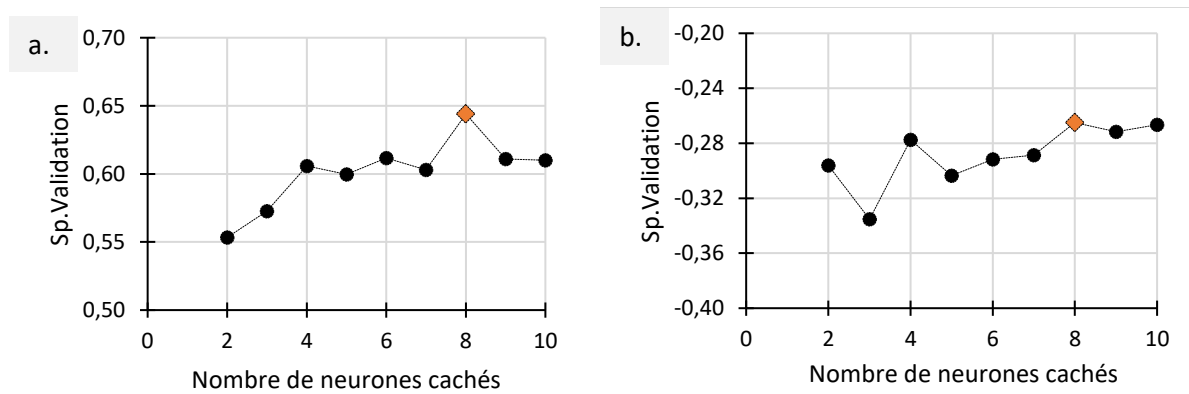 a.
Sp.Validation
0,70
0,65
0,60
0,55
0,50
0 2 4 6 8 10
Nombre de neurones cachés
b.
Sp.Validation
-0,20
-0,24
-0,28
-0,32
-0,36
-0,40
0 2 4 6 8 10
Nombre de neurones cachés